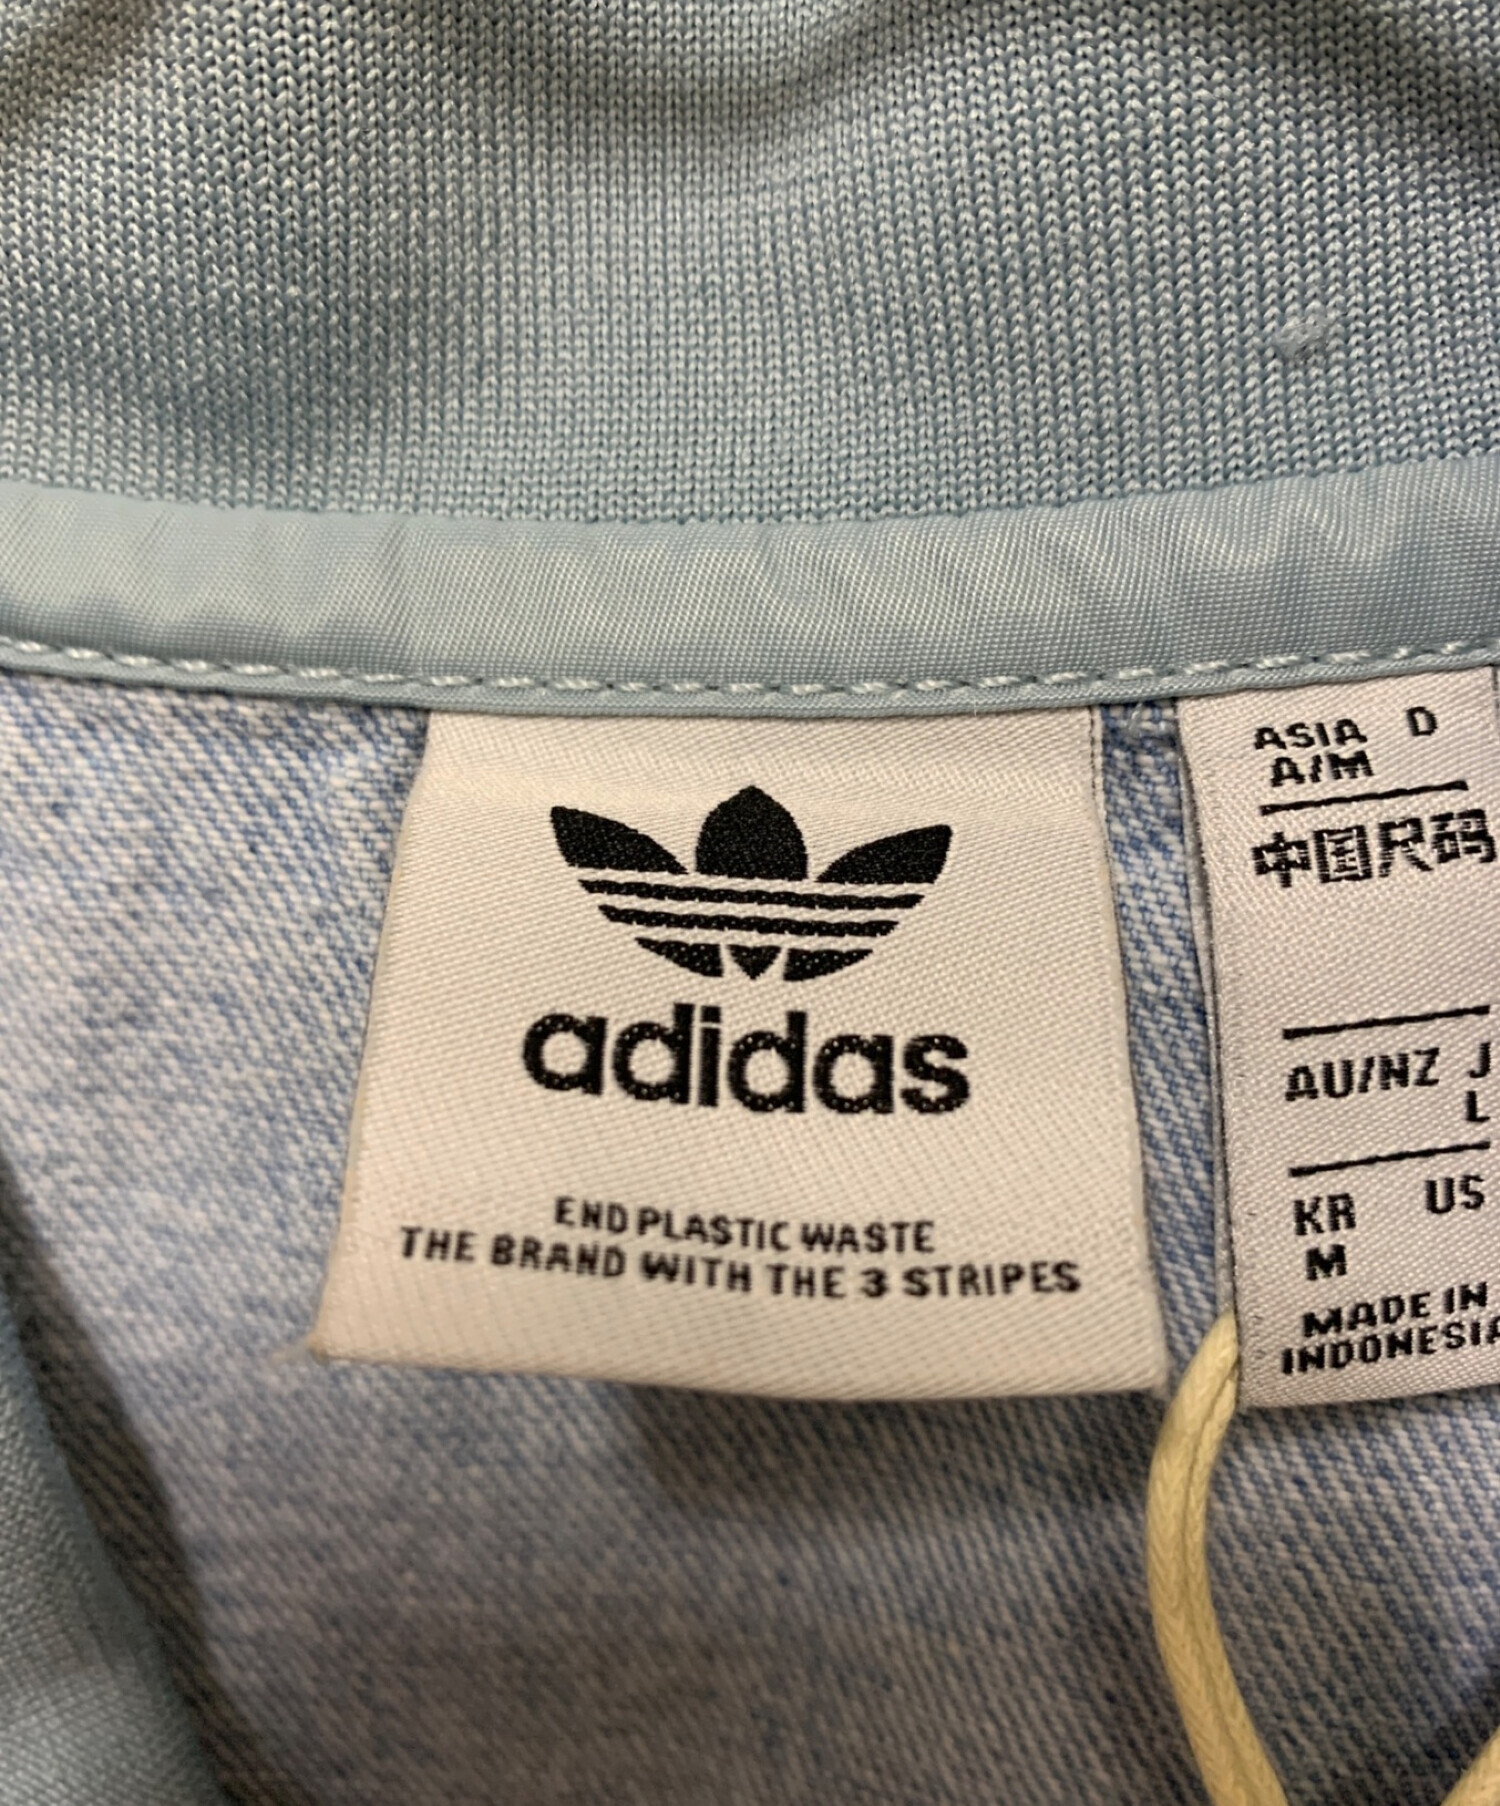 adidas
END PLASTIC WASTE
THE BRAND WITH THE 3 STRIPES
ASIA D
A/M
中国尺码
AU/NZ J
L
KR US
M
MADE IN
INDONESIA